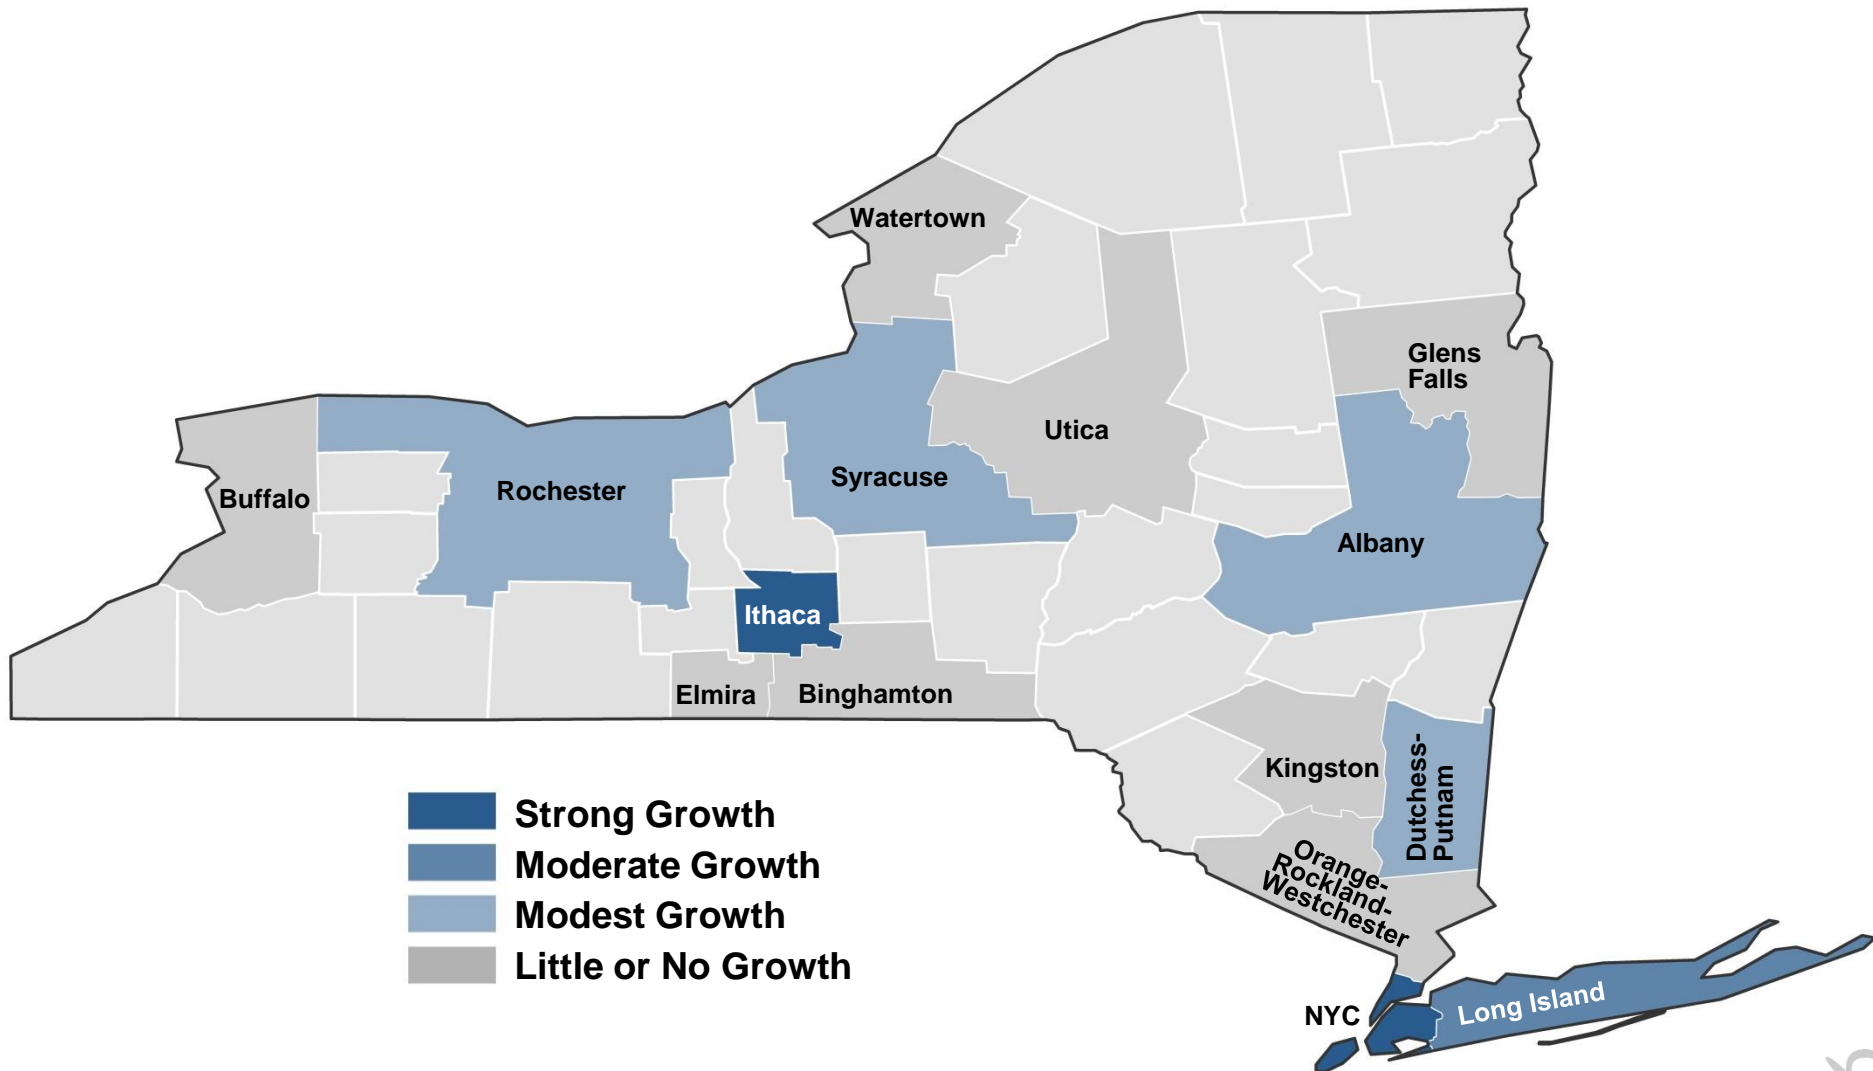 Watertown
Glens
Falls
Utica
Syracuse
Rochester
Buffalo
Albany
Ithaca
Elmira
Binghamton
Kingston
Dutchess-
Putnam
Orange-
Rockland-
Westchester
NYC
Long Island
Strong Growth
Moderate Growth
Modest Growth
Little or No Growth